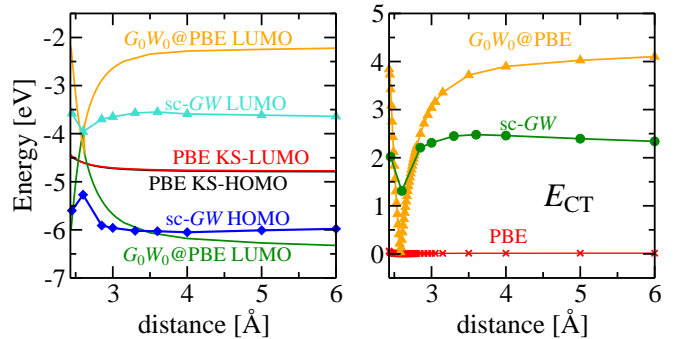 -2
G0W0@PBE LUMO
-3
sc-GW LUMO
-4
PBE KS-LUMO
-5
PBE KS-HOMO
sc-GW HOMO
-6
G0W0@PBE LUMO
-7
3 4 5 6
distance [Å]
Energy [eV]
5
G0W0@PBE
4
3
sc-GW
2
ECT
1
PBE
0
3 4 5 6
distance [Å]